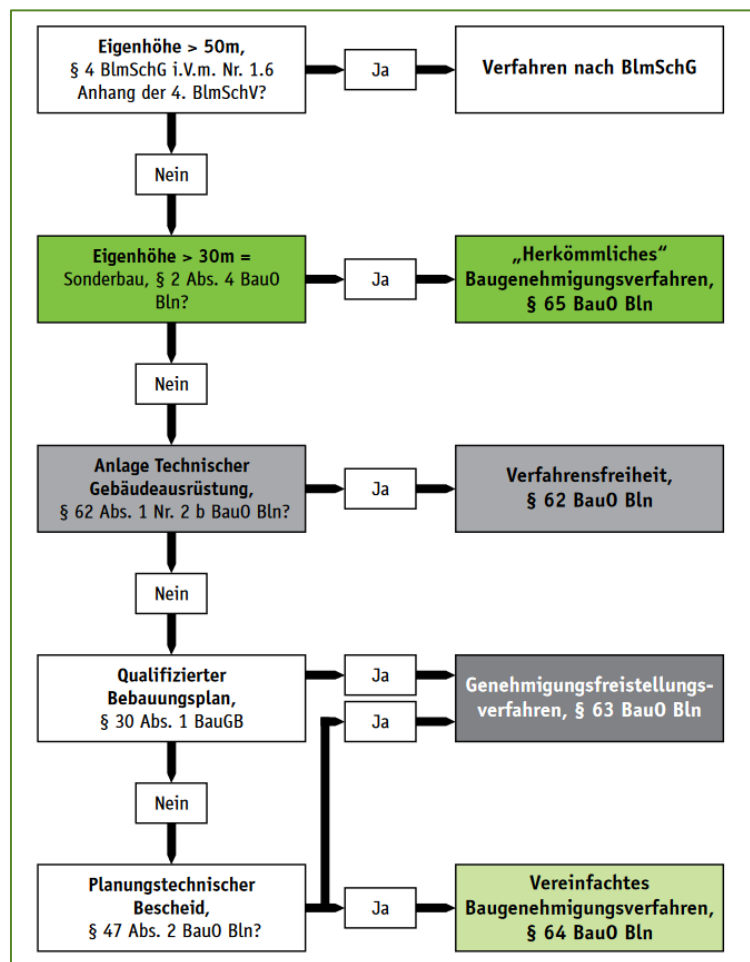 Eigenhöhe > 50m,
§ 4 BlmSchG i.V.m. Nr. 1.6
Anhang der 4. BlmSchV?
Ja
Verfahren nach BlmSchG
Nein
Eigenhöhe > 30m =
Sonderbau, § 2 Abs. 4 BauO
Bln?
Ja
„Herkömmliches“
Baugenehmigungsverfahren,
§ 65 BauO Bln
Nein
Anlage Technischer
Gebäudeausrüstung,
§ 62 Abs. 1 Nr. 2 b BauO Bln?
Ja
Verfahrensfreiheit,
§ 62 BauO Bln
Nein
Qualifizierter
Bebauungsplan,
§ 30 Abs. 1 BauGB
Ja
Ja
Genehmigungsfreistellungs-
verfahren, § 63 BauO Bln
Nein
Planungstechnischer
Bescheid,
§ 47 Abs. 2 BauO Bln?
Ja
Vereinfachtes
Baugenehmigungsverfahren,
§ 64 BauO Bln